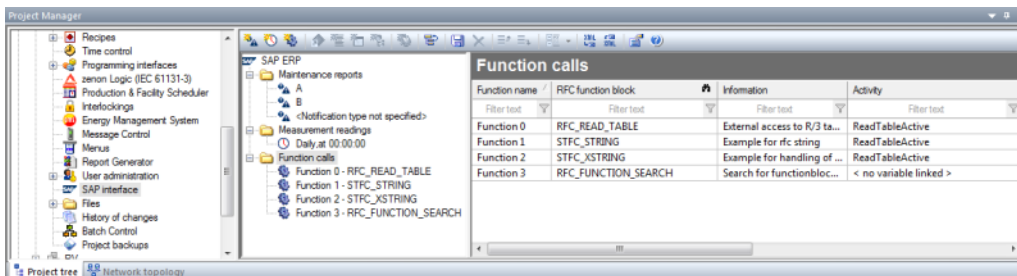 Project Manager
Recipes
Time control
Programming interfaces
zenon Logic (IEC 61131-3)
Production & Facility Scheduler
Interlockings
Energy Management System
Message Control
Menus
Report Generator
User administration
SAP interface
Files
History of changes
Batch Control
Project backups
Project tree
Network topology
SAP ERP
Maintenance reports
A
B
<Notification type not specified>
Measurement readings
Daily,at 00:00:00
Function calls
Function 0 - RFC_READ_TABLE
Function 1 - STFC_STRING
Function 2 - STFC_XSTRING
Function 3 - RFC_FUNCTION_SEARCH
Function calls
Function name RFC function block Information Activity
Filter text Filter text Filter text Filter text
Function 0 RFC_READ_TABLE External access to R/3 ta... ReadTableActive
Function 1 STFC_STRING Example for rfc string ReadTableActive
Function 2 STFC_XSTRING Example for handling of ... ReadTableActive
Function 3 RFC_FUNCTION_SEARCH Search for functionbloc... < no variable linked >